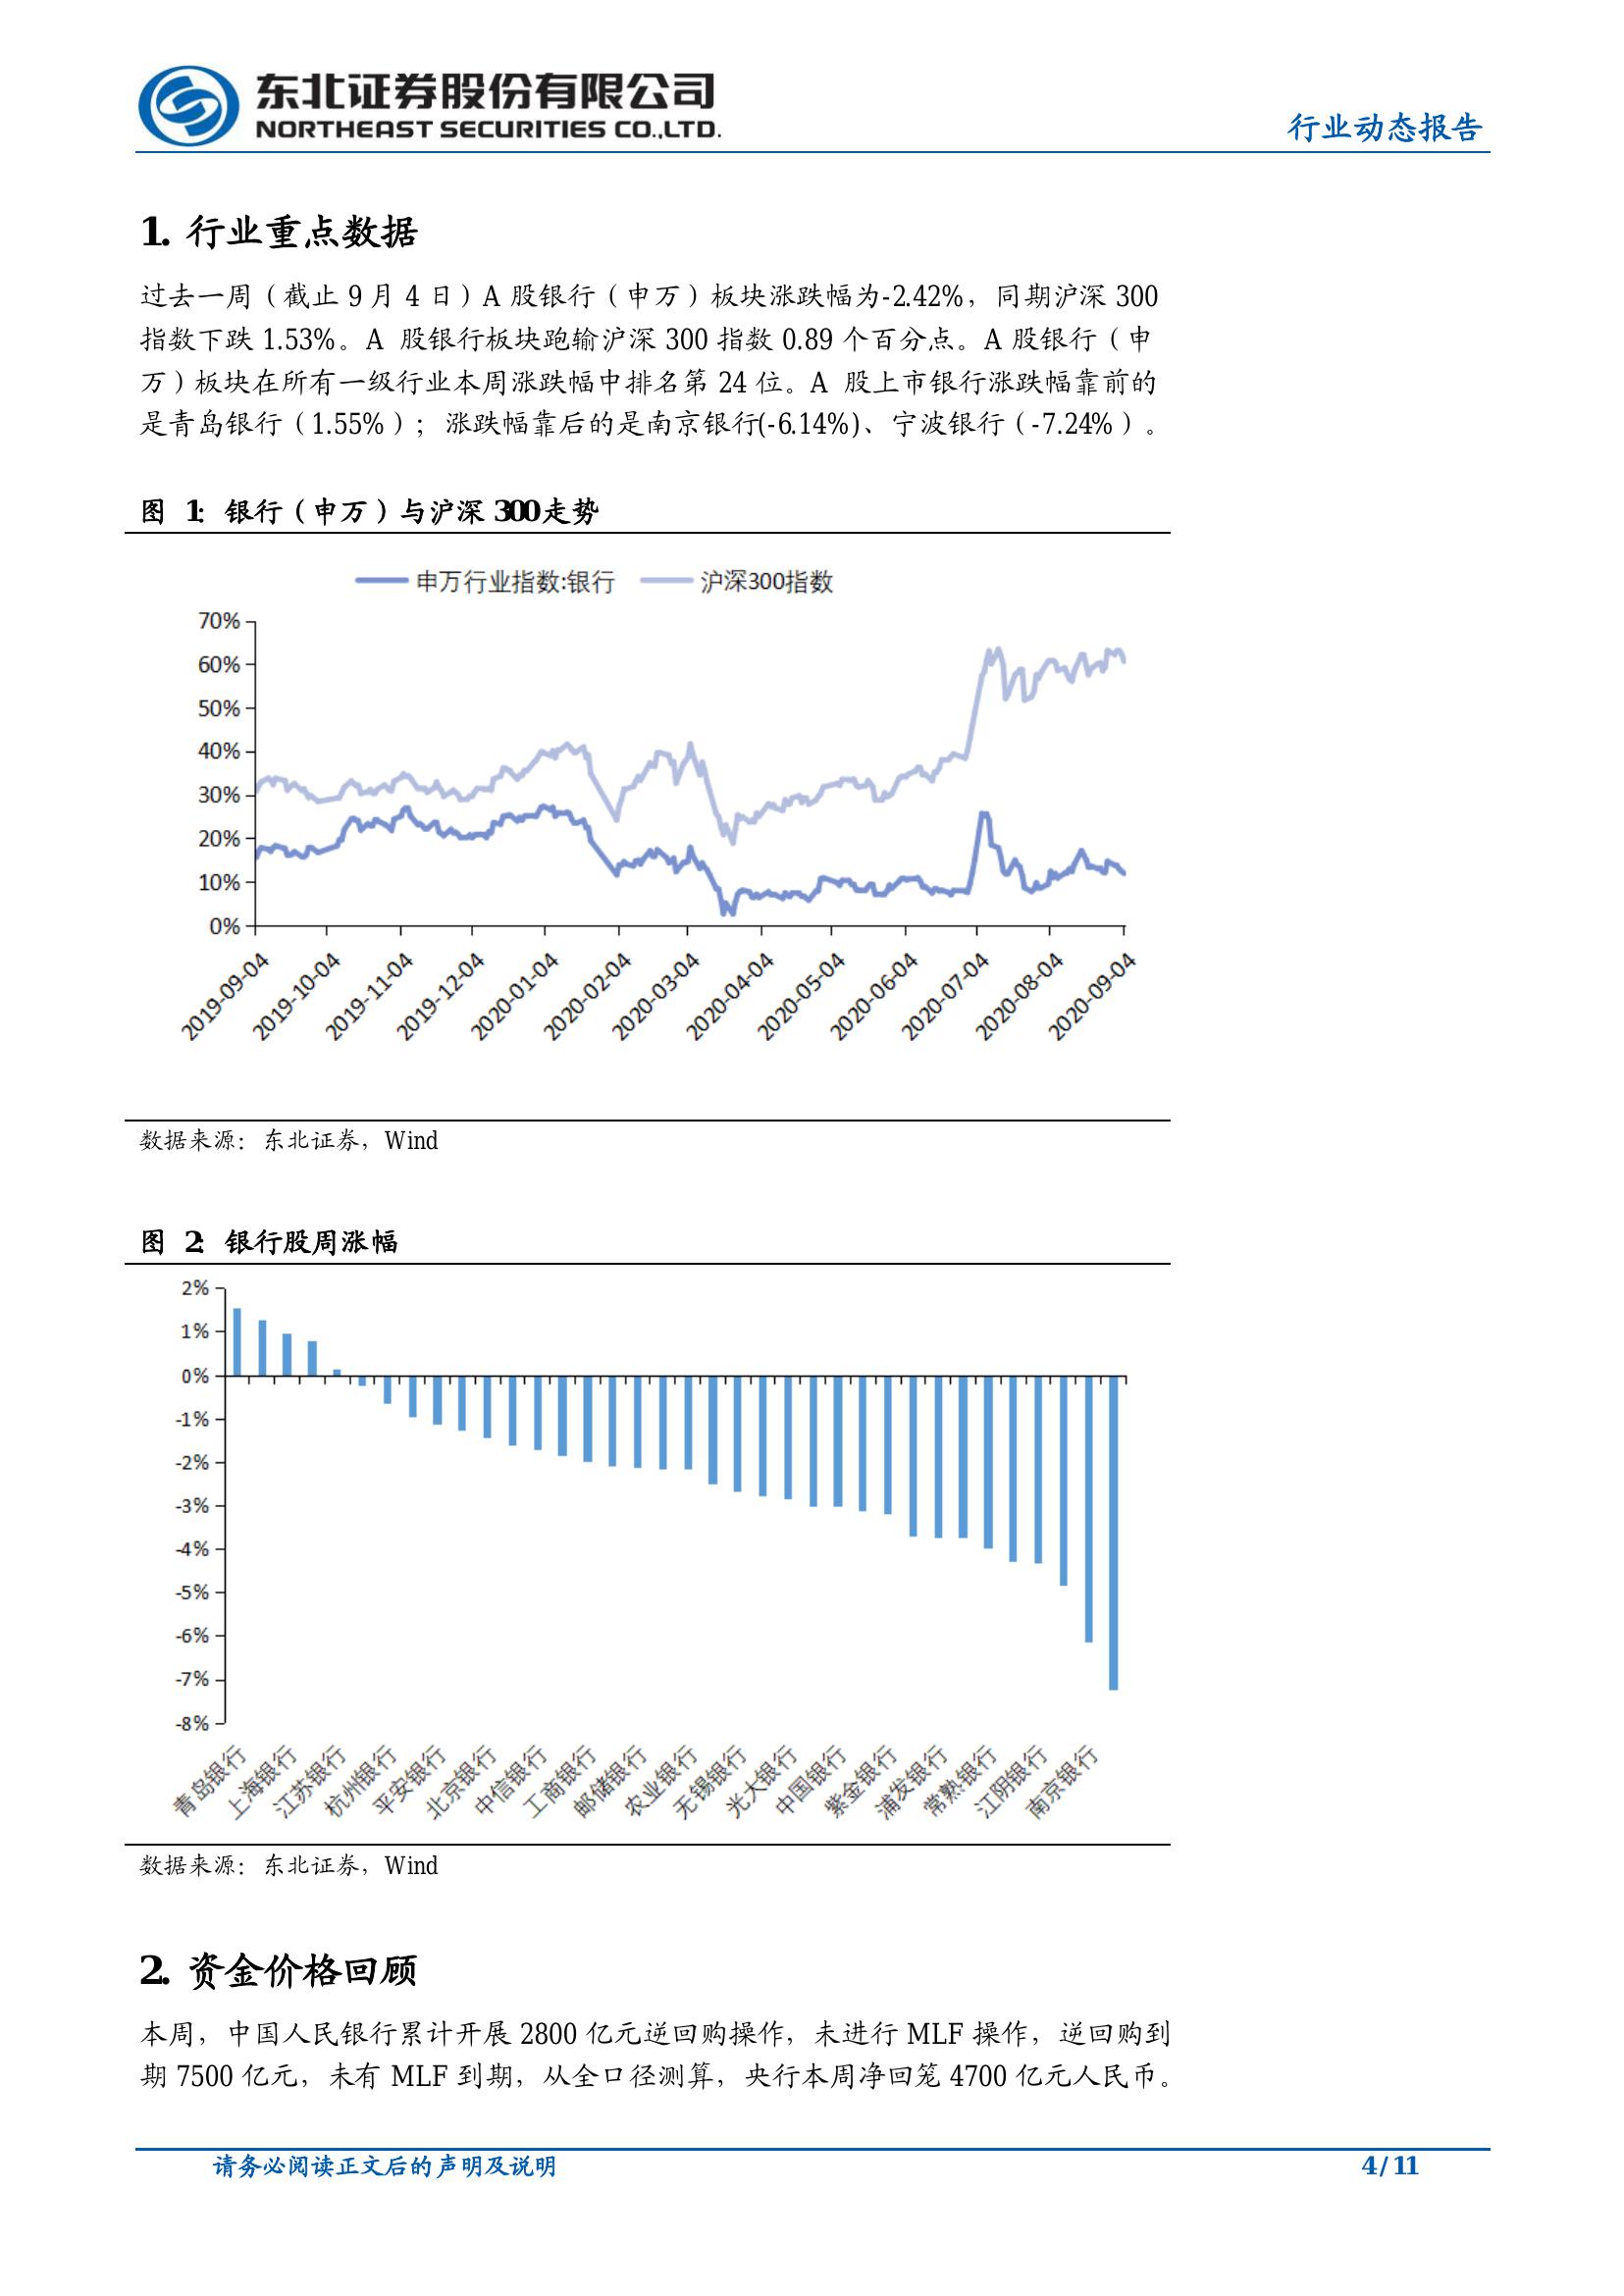 东北证券股份有限公司
NORTHEAST SECURITIES CO.,LTD.
行业动态报告
1. 行业重点数据
过去一周（截止 9 月 4 日）A 股银行（申万）板块涨跌幅为-2.42%，同期沪深 300
指数下跌 1.53%。A 股银行板块跑输沪深 300 指数 0.89 个百分点。A 股银行（申
万）板块在所有一级行业本周涨跌幅中排名第 24 位。A 股上市银行涨跌幅靠前的
是青岛银行（1.55%）；涨跌幅靠后的是南京银行(-6.14%)、宁波银行（-7.24%）。
图 1：银行（申万）与沪深 300 走势
申万行业指数:银行 沪深300指数
70%
60%
50%
40%
30%
20%
10%
0%
2019-09-04 2019-10-04 2019-11-04 2019-12-04 2020-01-04 2020-02-04 2020-03-04 2020-04-04 2020-05-04 2020-06-04 2020-07-04 2020-08-04 2020-09-04
数据来源：东北证券，Wind
图 2：银行股周涨幅
2%
1%
0%
-1%
-2%
-3%
-4%
-5%
-6%
-7%
-8%
青岛银行 上海银行 江苏银行 杭州银行 平安银行 北京银行 中信银行 工商银行 邮储银行 农业银行 无锡银行 光大银行 中国银行 紫金银行 浦发银行 常熟银行 江阴银行 南京银行
数据来源：东北证券，Wind
2. 资金价格回顾
本周，中国人民银行累计开展 2800 亿元逆回购操作，未进行 MLF 操作，逆回购到
期 7500 亿元，未有 MLF 到期，从全口径测算，央行本周净回笼 4700 亿元人民币。
请务必阅读正文后的声明及说明
4 / 11